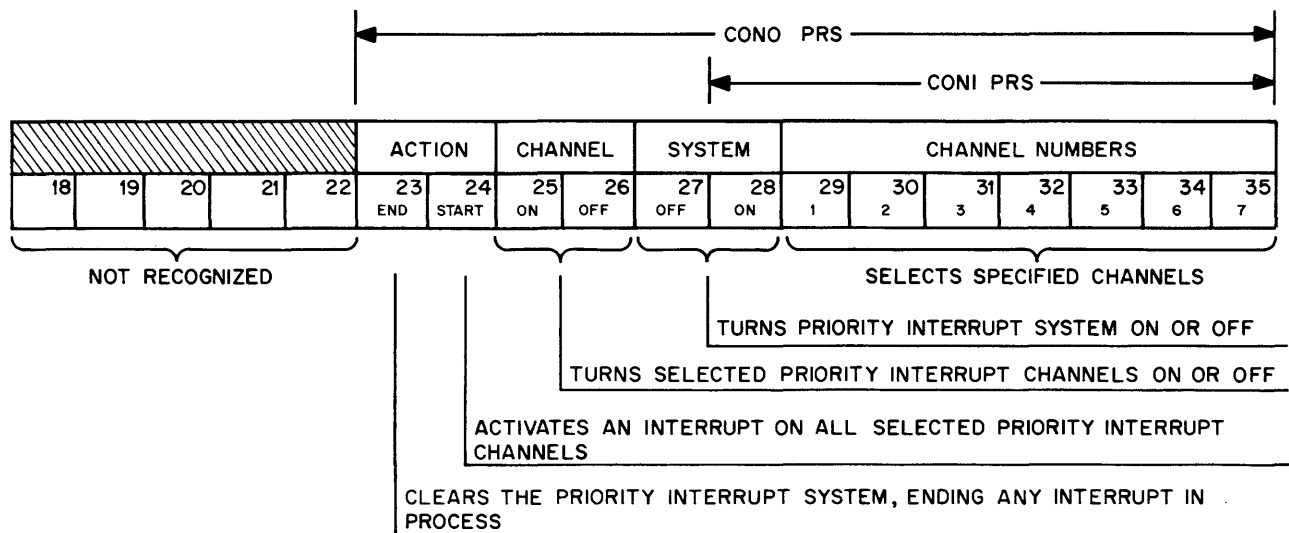 CONO PRS
CONI PRS
ACTION CHANNEL SYSTEM CHANNEL NUMBERS
18 19 20 21 22 23 24 25 26 27 28 29 30 31 32 33 34 35
END START ON OFF OFF ON 1 2 3 4 5 6 7
NOT RECOGNIZED SELECTS SPECIFIED CHANNELS
TURNS PRIORITY INTERRUPT SYSTEM ON OR OFF
TURNS SELECTED PRIORITY INTERRUPT CHANNELS ON OR OFF
ACTIVATES AN INTERRUPT ON ALL SELECTED PRIORITY INTERRUPT
CHANNELS
CLEARS THE PRIORITY INTERRUPT SYSTEM, ENDING ANY INTERRUPT IN
PROCESS